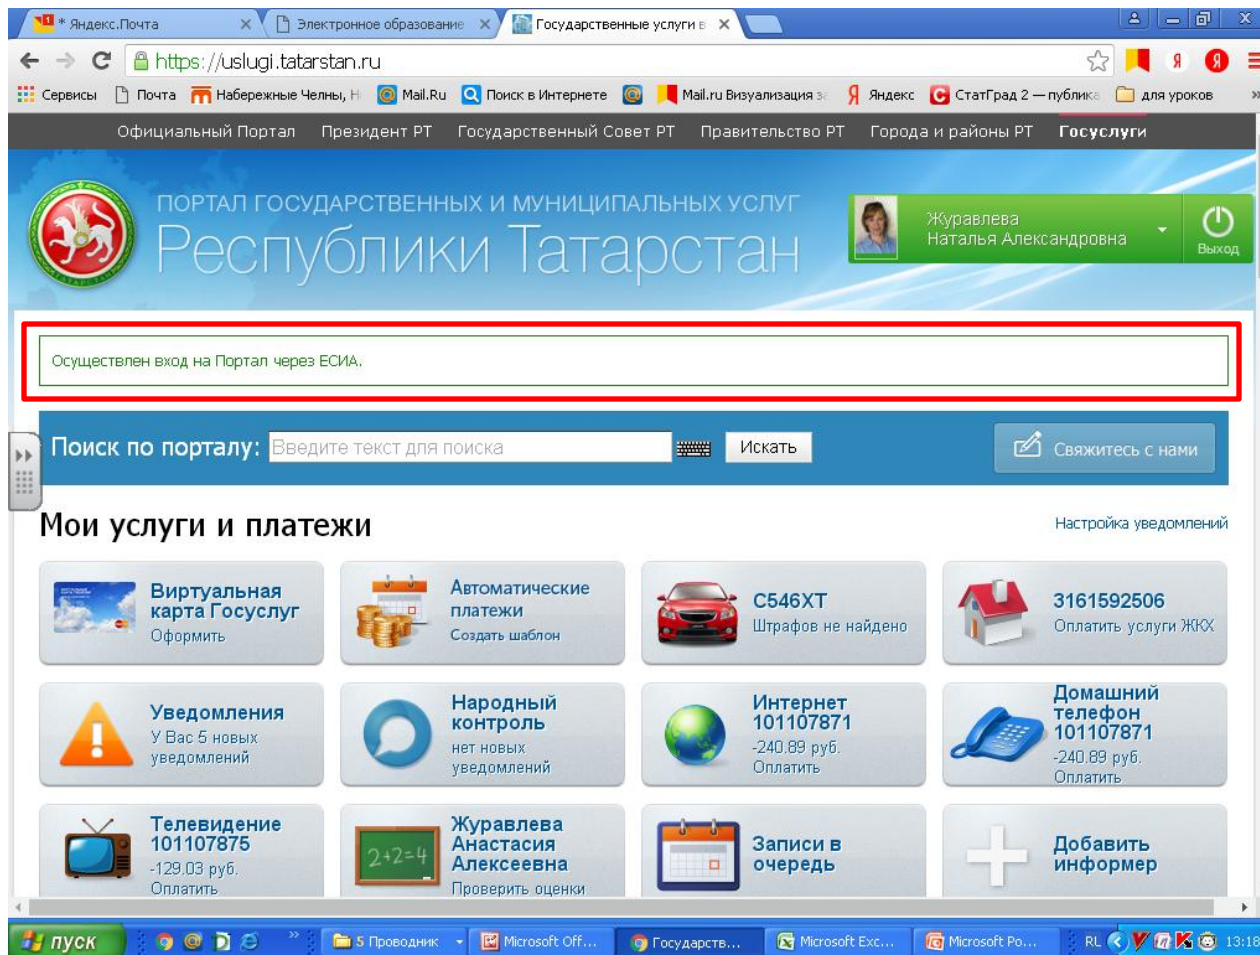 * Яндекс.Почта
Электронное образование
Государственные услуги в
https://uslugi.tatarstan.ru
Сервисы Почта Набережные Челны, Н Mail.Ru Поиск в Интернете Mail.ru Визуализация за Яндекс СтатГрад 2 — публика для уроков
Официальный Портал Президент РТ Государственный Совет РТ Правительство РТ Города и районы РТ Госуслуги
ПОРТАЛ ГОСУДАРСТВЕННЫХ И МУНИЦИПАЛЬНЫХ УСЛУГ
Республики Татарстан
Журавлева
Наталья Александровна
Выход
Осуществлен вход на Портал через ЕСИА.
Поиск по порталу: Введите текст для поиска Искать Свяжитесь с нами
Мои услуги и платежи
Настройка уведомлений
Виртуальная
карта Госуслуг
Оформить
Автоматические
платежи
Создать шаблон
С546ХТ
Штрафов не найдено
3161592506
Оплатить услуги ЖКХ
Уведомления
У Вас 5 новых
уведомлений
Народный
контроль
нет новых
уведомлений
Интернет
101107871
-240.89 руб.
Оплатить
Домашний
телефон
101107871
-240.89 руб.
Оплатить
Телевидение
101107875
-129.03 руб.
Оплатить
2+2=4
Журавлева
Анастасия
Алексеевна
Проверить оценки
Записи в
очередь
Добавить
информер
пуск 5 Проводник Microsoft Off... Государств... Microsoft Exc... Microsoft Po... RL 13:18